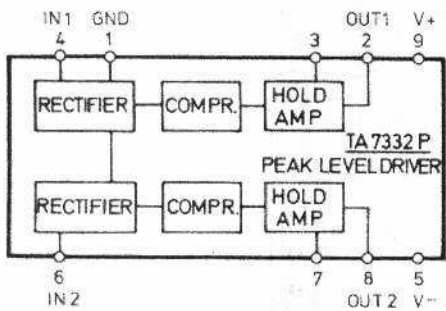 IN1 GND OUT1 V+
4 1 3 2 9
RECTIFIER COMPR. HOLD AMP
TA7332P
PEAK LEVEL DRIVER
RECTIFIER COMPR. HOLD AMP
6 7 8 5
IN2 OUT2 V-